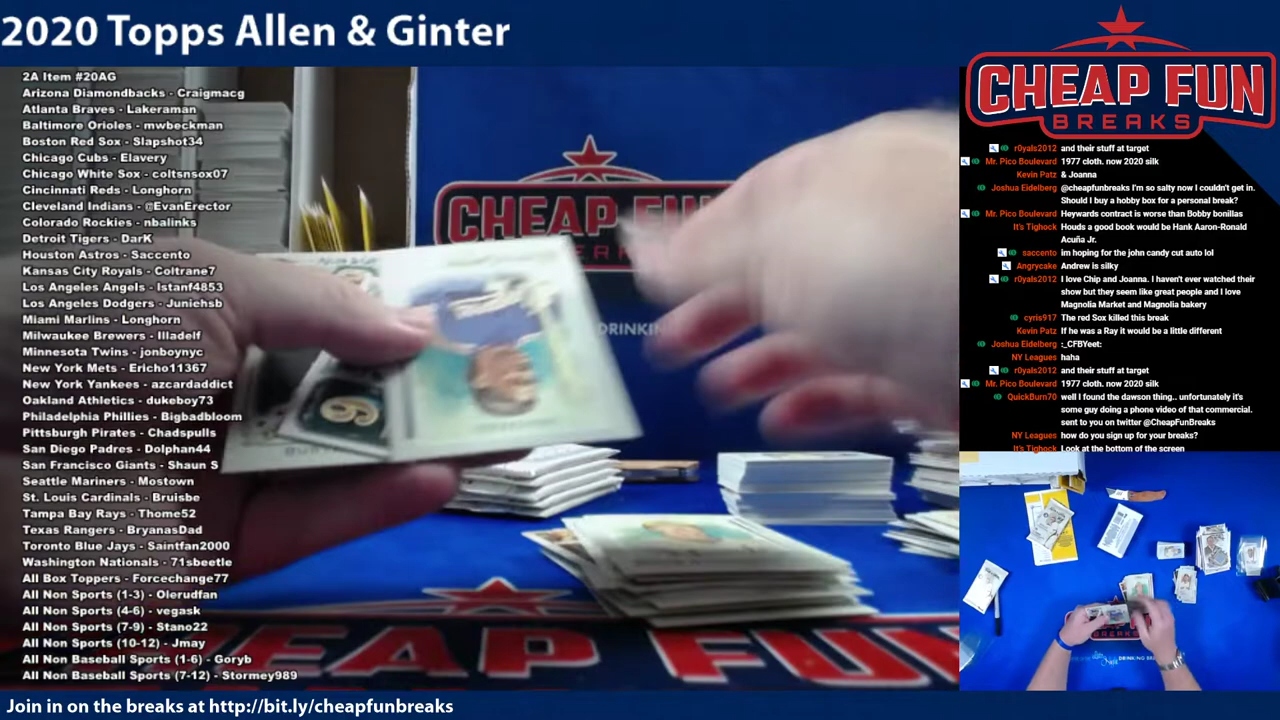 2020 Topps Allen & Ginter
2A Item #20AG
Arizona Diamondbacks - Craigmacg
Atlanta Braves - Lakeraman
Baltimore Orioles - mwbeckman
Boston Red Sox - Slapshot34
Chicago Cubs - Elavery
Chicago White Sox - coltsnsox07
Cincinnati Reds - Longhorn
Cleveland Indians - @EvanErector
Colorado Rockies - nbalinks
Detroit Tigers - DarK
Houston Astros - Saccento
Kansas City Royals - Coltrane7
Los Angeles Angels - lstanf4853
Los Angeles Dodgers - Juniehsb
Miami Marlins - Longhorn
Milwaukee Brewers - Illadelf
Minnesota Twins - jonboynyc
New York Mets - Ericho11367
New York Yankees - azcardaddict
Oakland Athletics - dukeboy73
Philadelphia Phillies - Bigbadbloom
Pittsburgh Pirates - Chadspulls
San Diego Padres - Dolphan44
San Francisco Giants - Shaun S
Seattle Mariners - Mostown
St. Louis Cardinals - Bruisbe
Tampa Bay Rays - Thome52
Texas Rangers - BryanasDad
Toronto Blue Jays - Saintfan2000
Washington Nationals - 71sbeetle
All Box Toppers - Forcechange77
All Non Sports (1-3) - Olerudfan
All Non Sports (4-6) - vegask
All Non Sports (7-9) - Stano22
All Non Sports (10-12) - Jmay
All Non Baseball Sports (1-6) - Goryb
All Non Baseball Sports (7-12) - Stormey989
CHEAP FUN
DRINKIN
CHEAP FUN
CHEAP FUN
BREAKS
r0yals2012 and their stuff at target
Mr. Pico Boulevard 1977 cloth. now 2020 silk
Kevin Patz & Joanna
Joshua Eidelberg @cheapfunbreaks I'm so salty now I couldn't get in.
Should I buy a hobby box for a personal break?
Mr. Pico Boulevard Heywards contract is worse than Bobby bonillas
It's Tighock Houds a good book would be Hank Aaron-Ronald
Acuña Jr.
saccento im hoping for the john candy cut auto lol
Angrycake Andrew is silky
r0yals2012 I love Chip and Joanna. I haven't ever watched their
show but they seem like great people and I love
Magnolia Market and Magnolia bakery
cyris917 The red Sox killed this break
Kevin Patz If he was a Ray it would be a little different
Joshua Eidelberg :_CFBYeet:
NY Leagues haha
r0yals2012 and their stuff at target
Mr. Pico Boulevard 1977 cloth. now 2020 silk
QuickBurn70 well I found the dawson thing.. unfortunately it's
some guy doing a phone video of that commercial.
sent to you on twitter @CheapFunBreaks
NY Leagues how do you sign up for your breaks?
It's Tighock Look at the bottom of the screen
Join in on the breaks at http://bit.ly/cheapfunbreaks